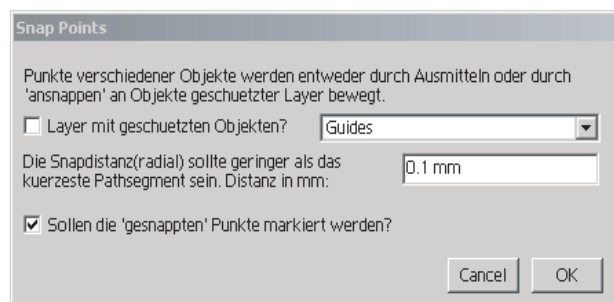 Snap Points
Punkte verschiedener Objekte werden entweder durch Ausmitteln oder durch
'ansnappen' an Objekte geschuetzter Layer bewegt.
Layer mit geschuetzten Objekten? Guides
Die Snapdistanz(radial) sollte geringer als das
kuerzeste Pathsegment sein. Distanz in mm: 0.1 mm
Sollen die 'gesnappten' Punkte markiert werden?
Cancel OK